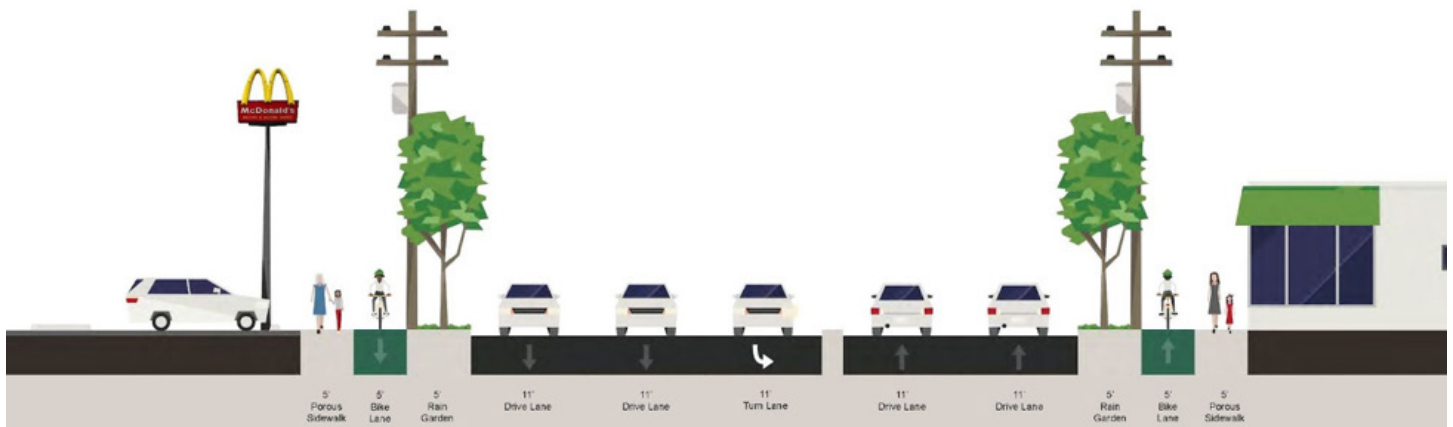 McDonald's
5'
Porous
Sidewalk
5'
Bike
Lane
5'
Rain
Garden
11'
Drive Lane
11'
Drive Lane
11'
Turn Lane
11'
Drive Lane
11'
Drive Lane
5'
Rain
Garden
5'
Bike
Lane
5'
Porous
Sidewalk